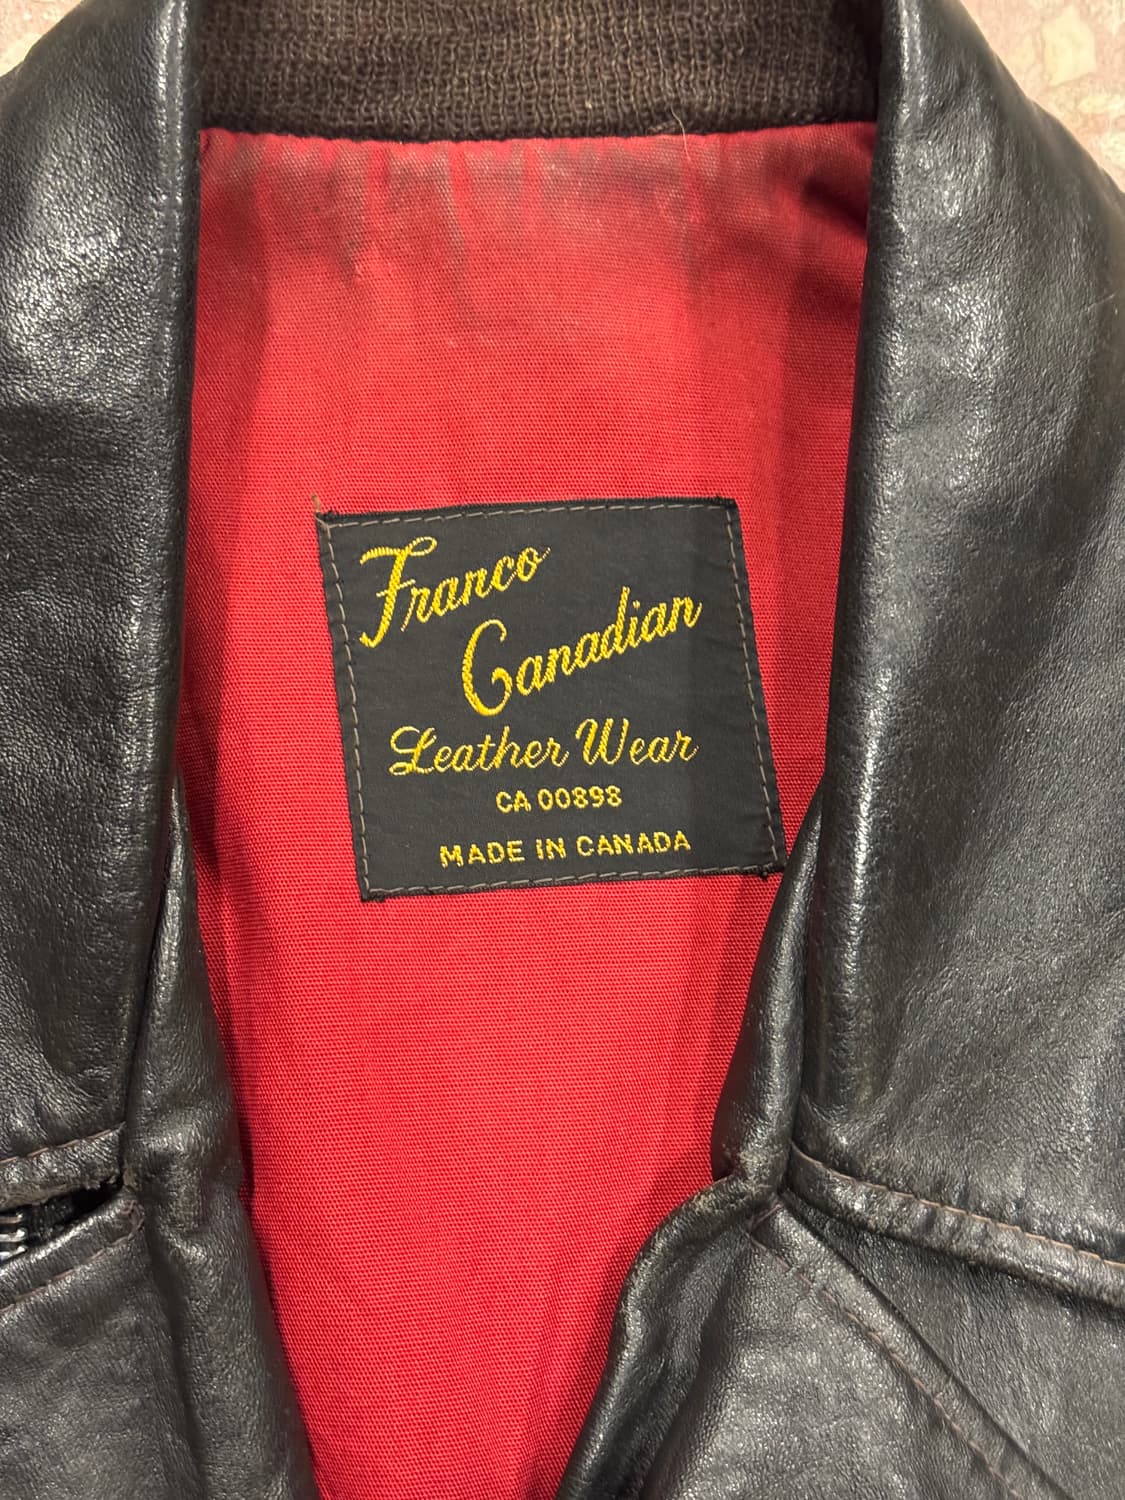 Franco
Canadian
Leather Wear
CA 00898
MADE IN CANADA